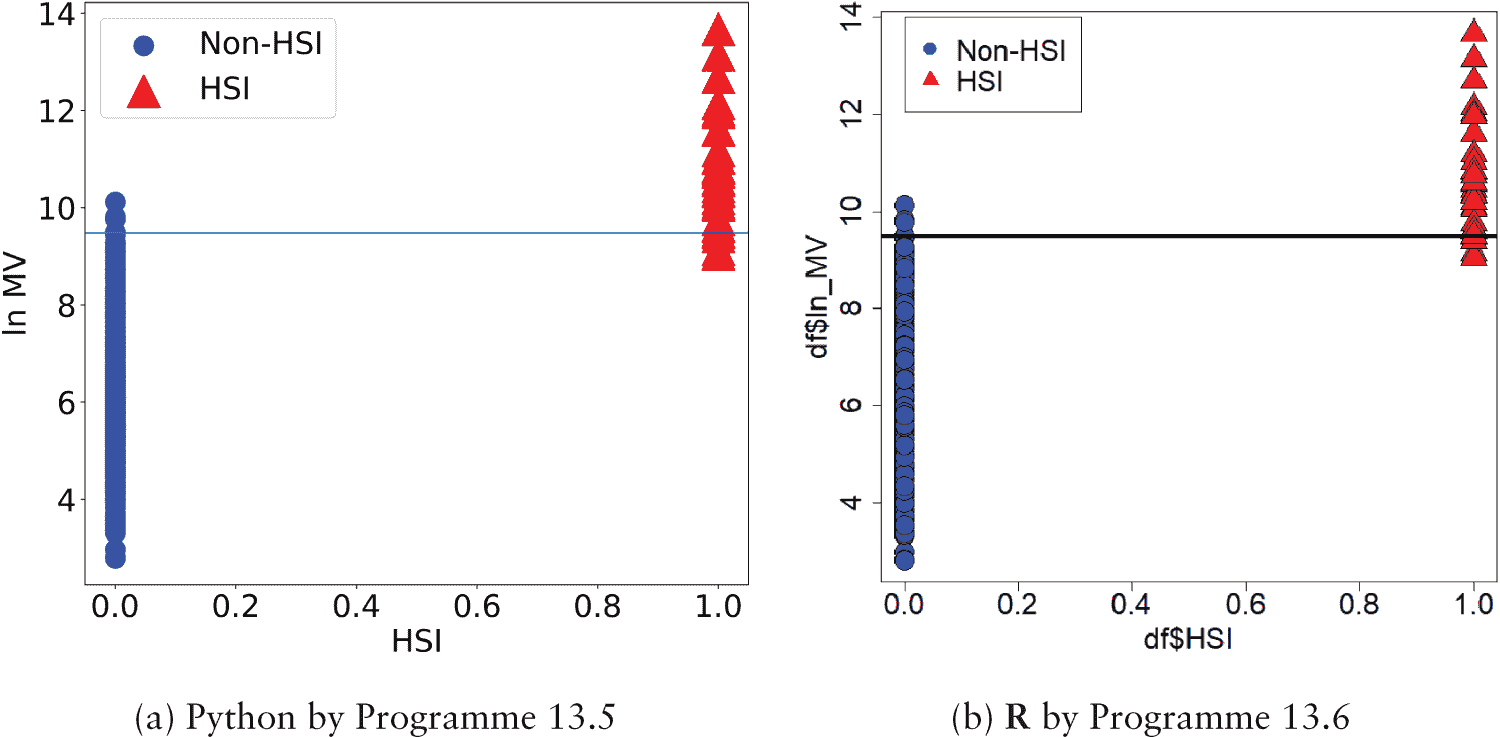 14
12
10
8
6
4
ln MV
Non-HSI
HSI
0.0 0.2 0.4 0.6 0.8 1.0
HSI
(a) Python by Programme 13.5
14
12
10
8
6
4
df$ln_MV
Non-HSI
HSI
0.0 0.2 0.4 0.6 0.8 1.0
df$HSI
(b) R by Programme 13.6